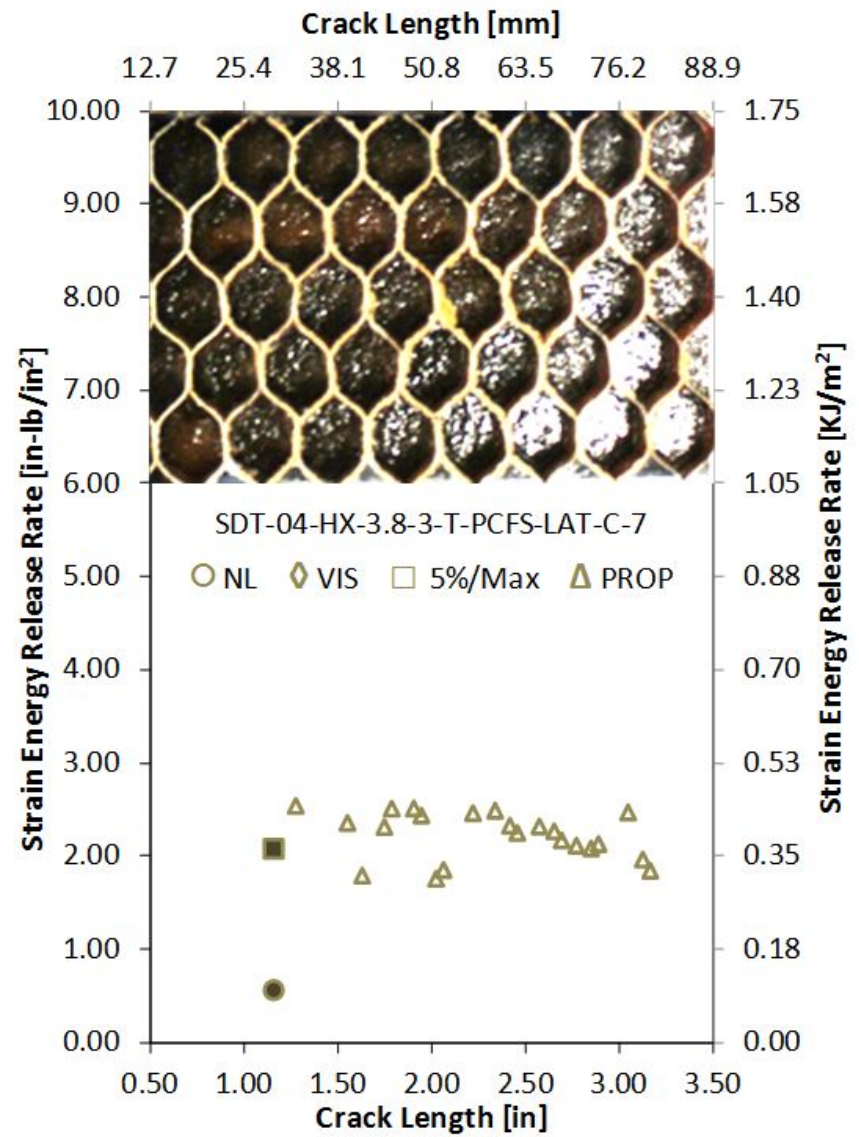 Crack Length [mm]
12.7 25.4 38.1 50.8 63.5 76.2 88.9
10.00 1.75
9.00 1.58
8.00 1.40
7.00 1.23
6.00 1.05
SDT-04-HX-3.8-3-T-PCFS-LAT-C-7
5.00 NL VIS 5%/Max PROP 0.88
4.00 0.70
3.00 0.53
2.00 0.35
1.00 0.18
0.00 0.00
0.50 1.00 1.50 2.00 2.50 3.00 3.50
Crack Length [in]
Strain Energy Release Rate [in-lb/in²]
Strain Energy Release Rate [KJ/m²]